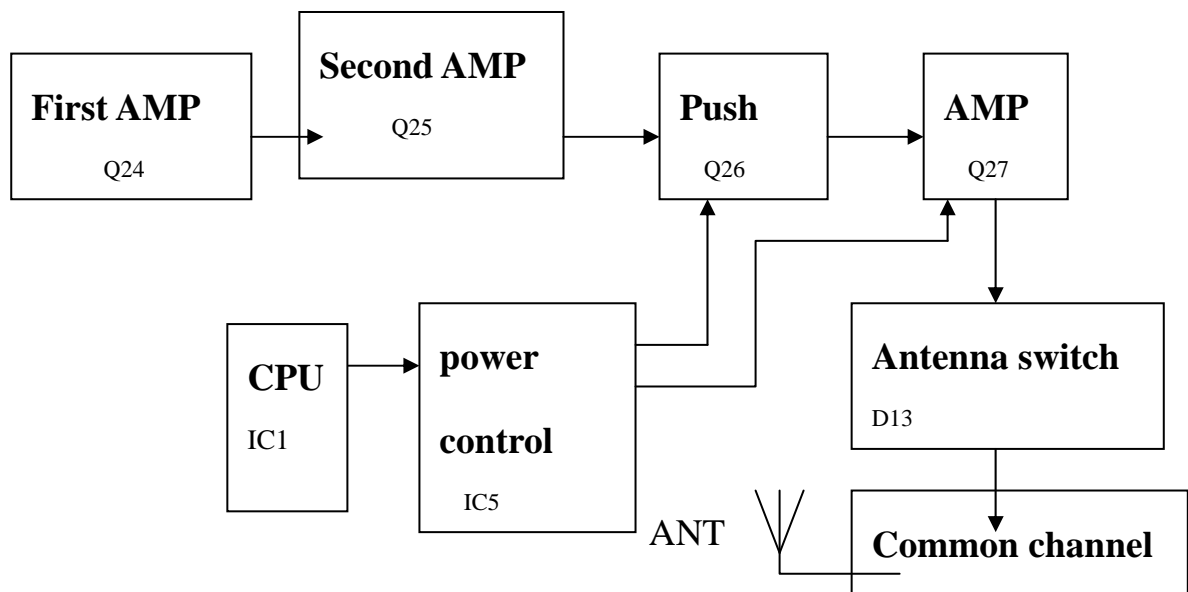 First AMP
Q24
Second AMP
Q25
Push
Q26
AMP
Q27
CPU
IC1
power
control
IC5
Antenna switch
D13
ANT
Common channel